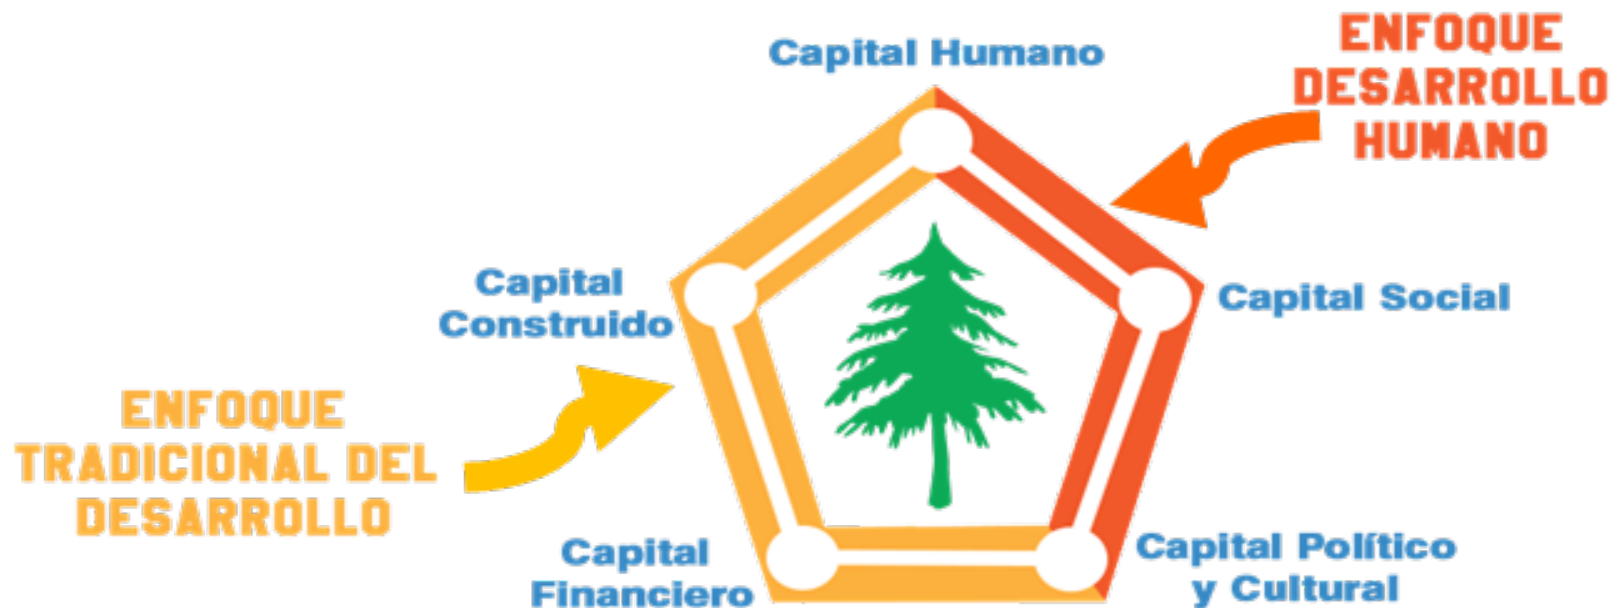 Capital Humano
ENFOQUE
DESARROLLO
HUMANO
Capital
Construido
Capital Social
ENFOQUE
TRADICIONAL DEL
DESARROLLO
Capital
Financiero
Capital Político
y Cultural